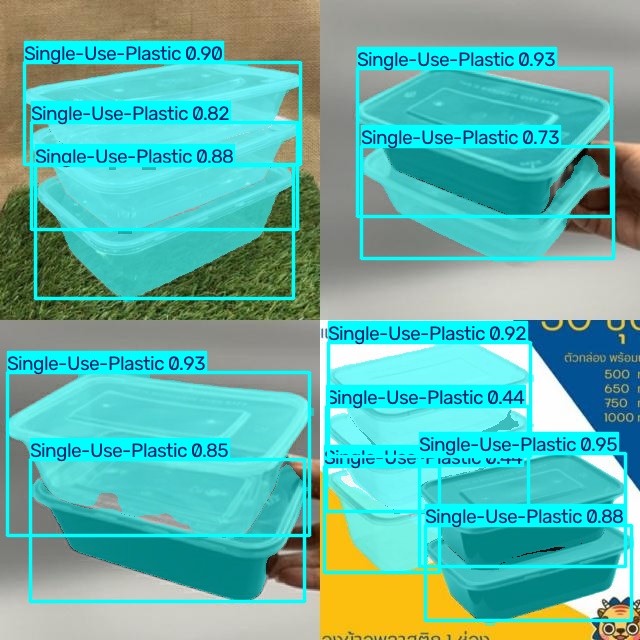 Single-Use-Plastic 0.90
Single-Use-Plastic 0.82
Single-Use-Plastic 0.88
Single-Use-Plastic 0.93
Single-Use-Plastic 0.73
Single-Use-Plastic 0.93
Single-Use-Plastic 0.85
Single-Use-Plastic 0.92
Single-Use-Plastic 0.44
Single-Use-Plastic 0.44
Single-Use-Plastic 0.95
Single-Use-Plastic 0.88
50
ตัวกล่อง พร้อม
500
650
750
1000